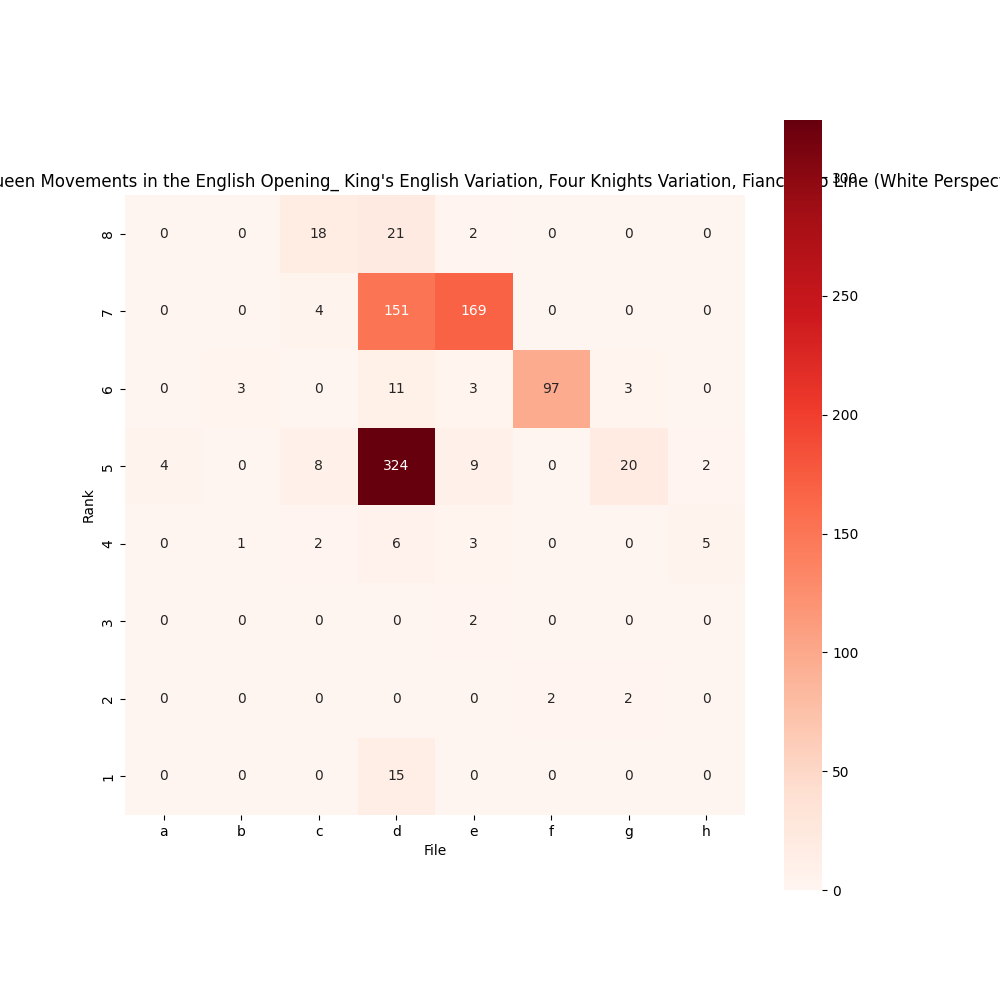 ueen Movements in the English Opening_ King's English Variation, Four Knights Variation, Fianc Line (White Perspec
300
8 0 0 18 21 2 0 0 0
7 0 0 4 151 169 0 0 0
250
6 0 3 0 11 3 97 3 0
200
5 4 0 8 324 9 0 20 2
Rank
4 0 1 2 6 3 0 0 5
150
3 0 0 0 0 2 0 0 0
100
2 0 0 0 0 0 2 2 0
1 0 0 0 15 0 0 0 0
50
a b c d e f g h
File
0